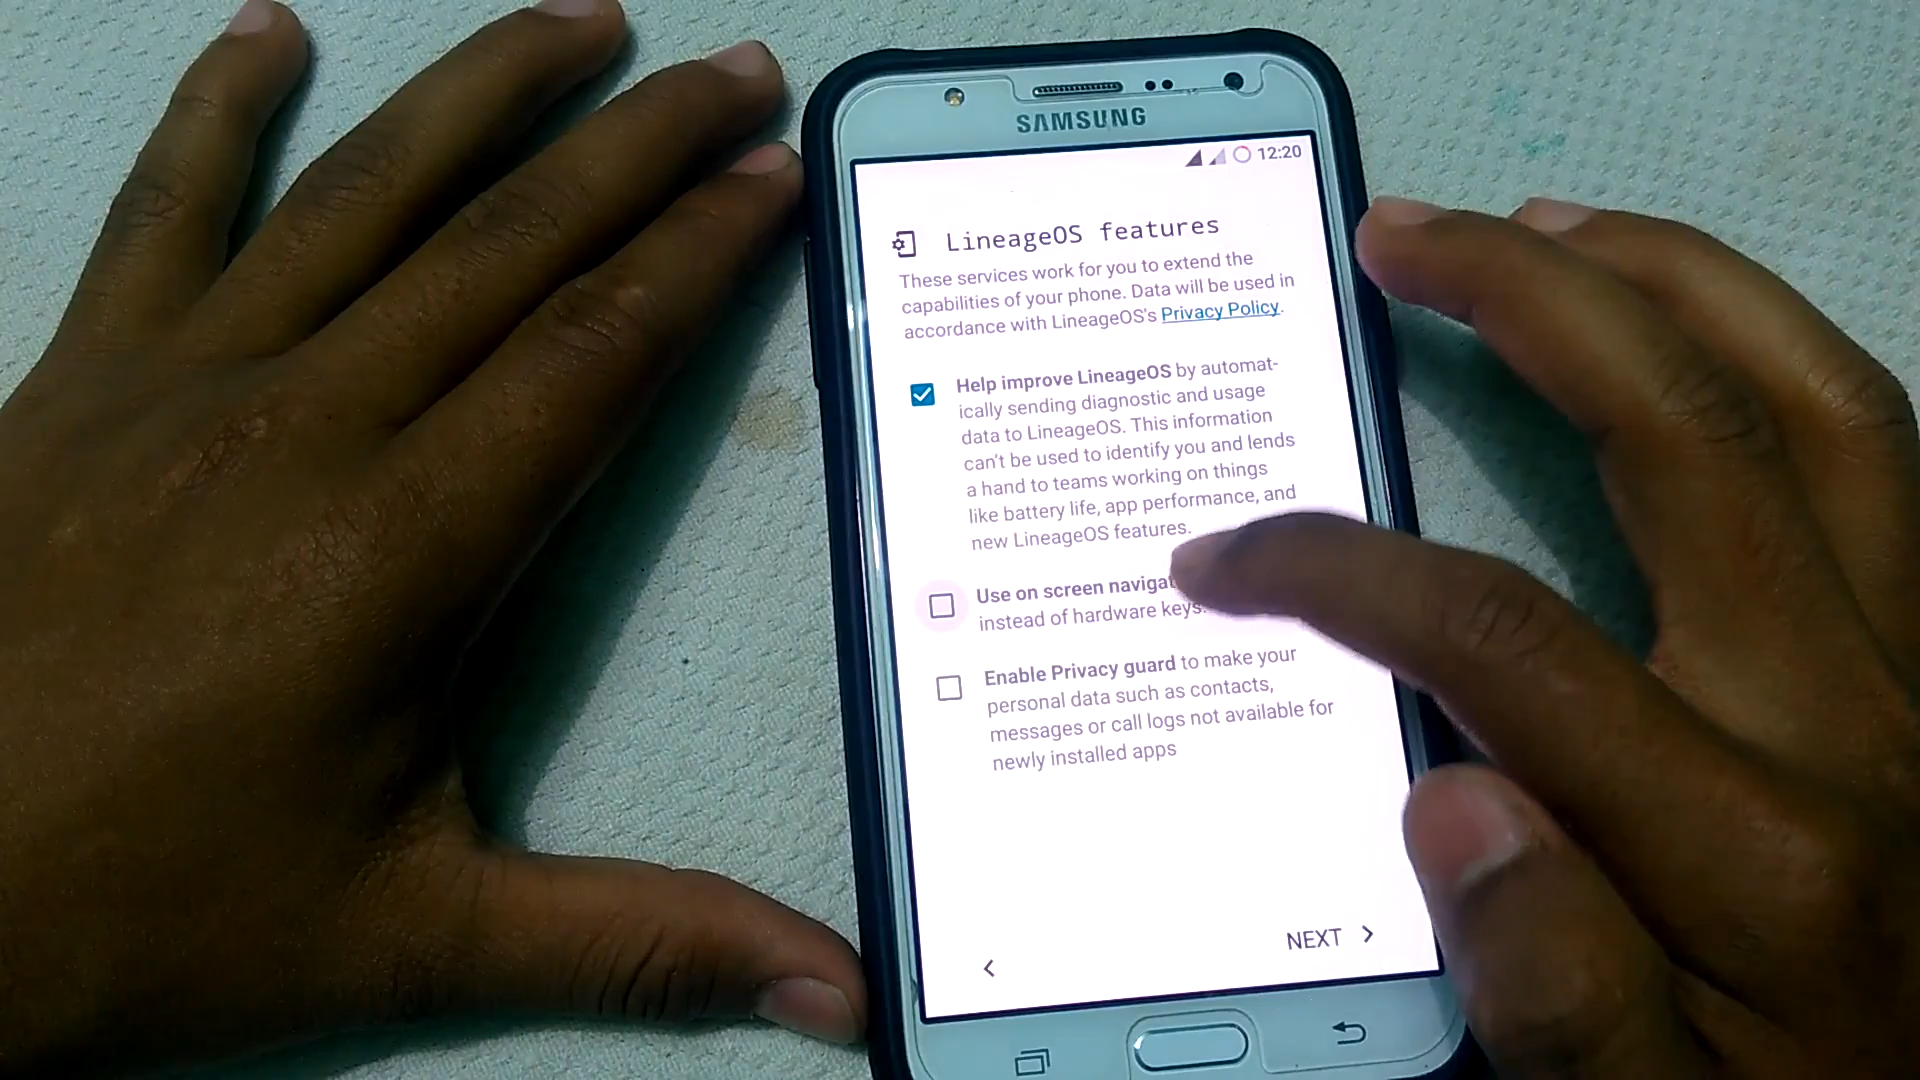 SAMSUNG
12:20
LineageOS features
These services work for you to extend the
capabilities of your phone. Data will be used in
accordance with LineageOS's Privacy Policy.
Help improve LineageOS by automat-
ically sending diagnostic and usage
data to LineageOS. This information
can't be used to identify you and lends
a hand to teams working on things
like battery life, app performance, and
new LineageOS features.
Use on screen
instead of hardware keys.
Enable Privacy guard to make your
personal data such as contacts,
messages or call logs not available for
newly installed apps
NEXT